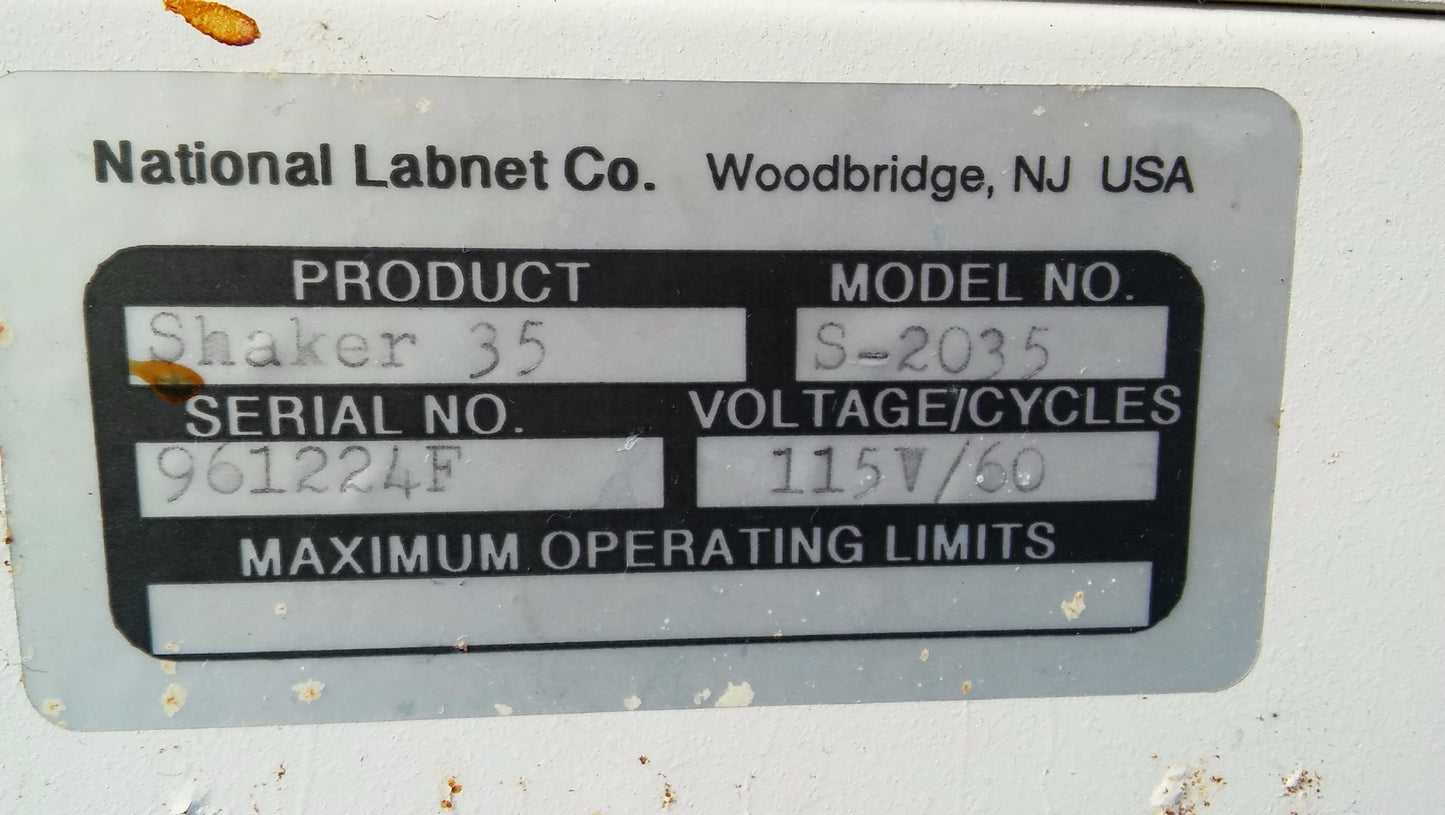 National Labnet Co. Woodbridge, NJ USA
PRODUCT MODEL NO.
Shaker 35 S-2035
SERIAL NO. VOLTAGE/CYCLES
961224F 115V/60
MAXIMUM OPERATING LIMITS